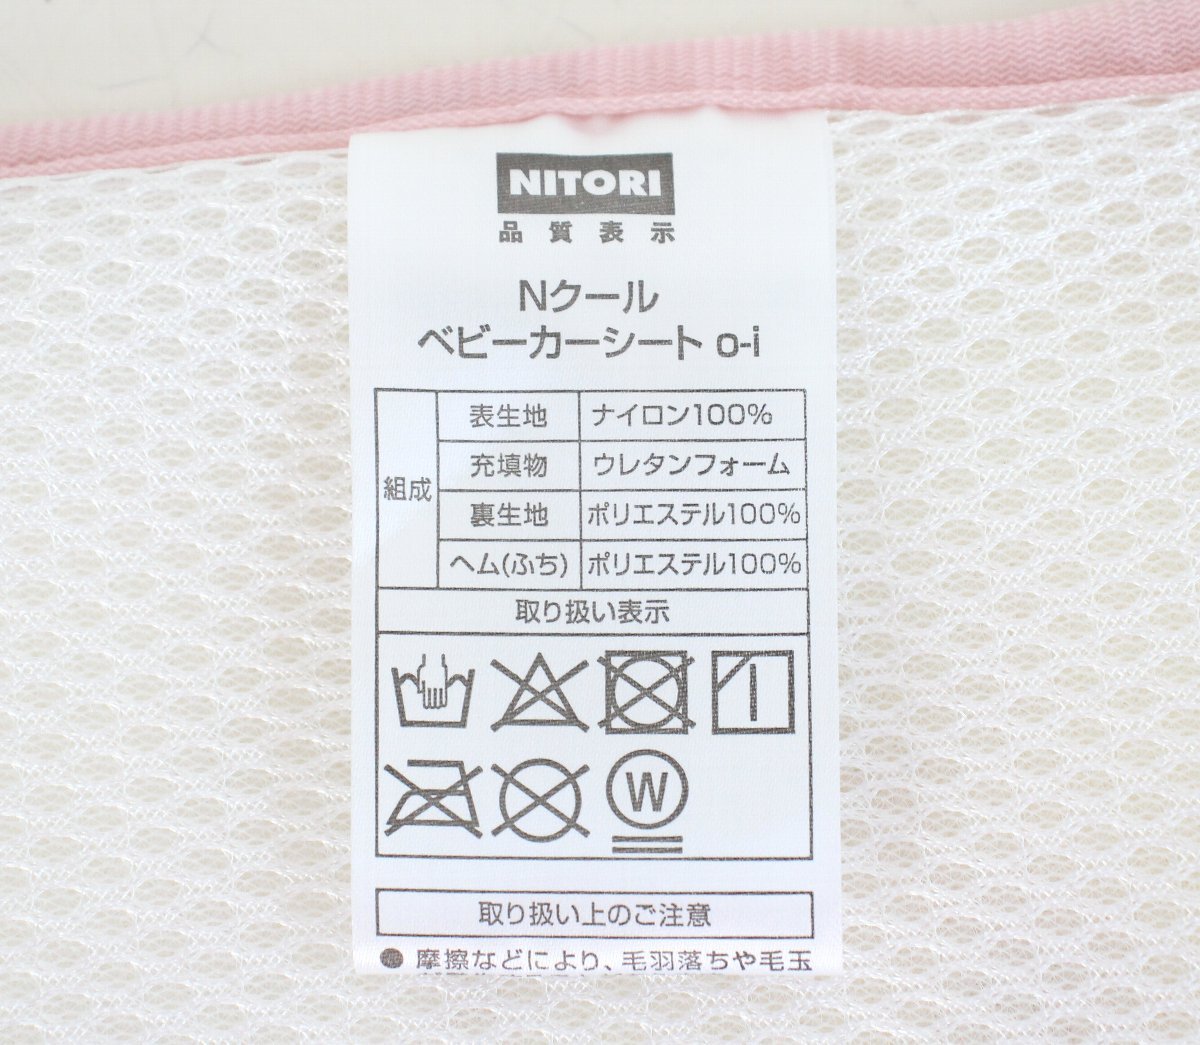 NITORI
品質表示
Nクール
ベビーカーシート o-i
組成
表生地 ナイロン100%
充填物 ウレタンフォーム
裏生地 ポリエステル100%
ヘム(ふち) ポリエステル100%
取り扱い表示
W
取り扱い上のご注意
● 摩擦などにより、毛羽落ちや毛玉